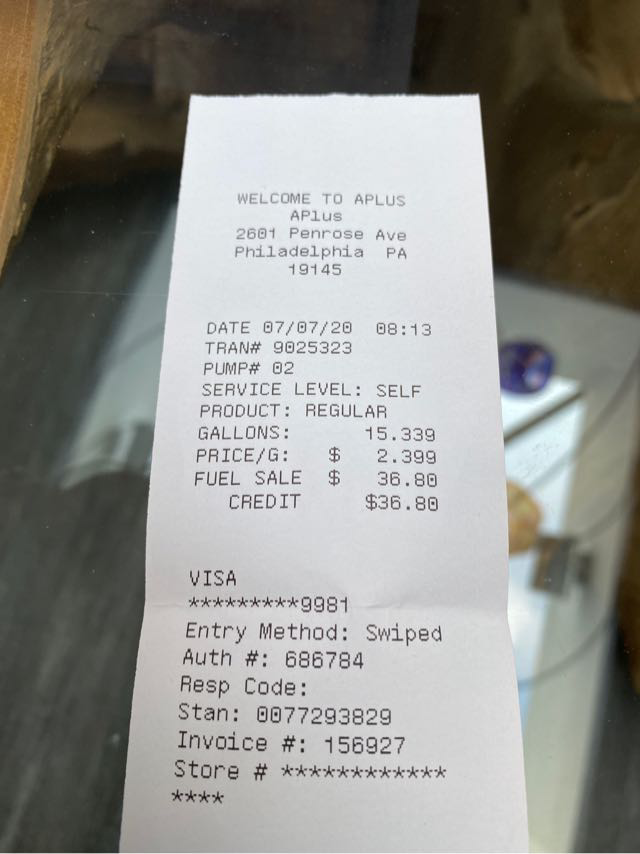 WELCOME TO APLUS
APlus
2601 Penrose Ave
Philadelphia PA
19145
DATE 07/07/20 08:13
TRAN# 9025323
PUMP# 02
SERVICE LEVEL: SELF
PRODUCT: REGULAR
GALLONS: 15.339
PRICE/G: $ 2.399
FUEL SALE $ 36.80
CREDIT $36.80
VISA
*********9981
Entry Method: Swiped
Auth #: 686784
Resp Code:
Stan: 0077293829
Invoice #: 156927
Store # ************
****